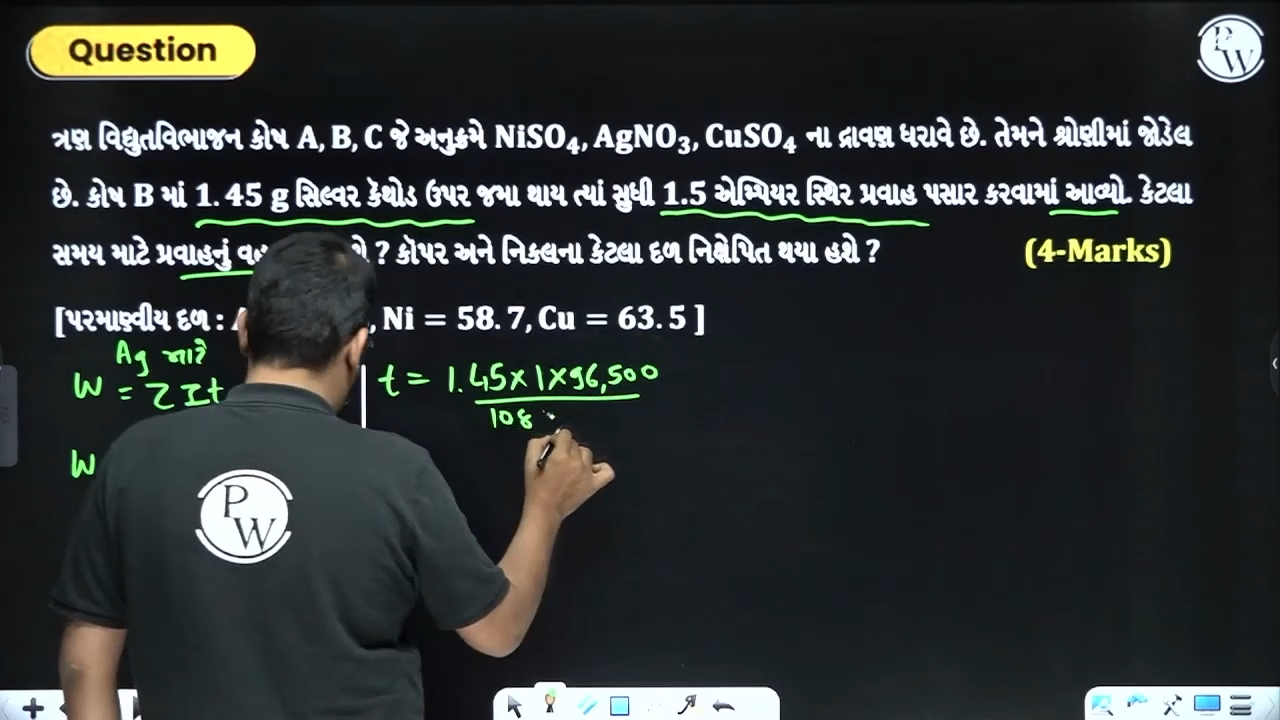 Question
PW
ત્રણ વિદ્યુતવિભાજન કોષ A, B, C જે અનુક્રમે NiSO₄, AgNO₃, CuSO₄ ના દ્રાવણ ધરાવે છે. તેમને શ્રેણીમાં જોડેલ
છે. કોષ B માં 1.45 g સિલ્વર કૅથોડ ઉપર જમા થાય ત્યાં સુધી 1.5 એમ્પિયર સ્થિર પ્રવાહ પસાર કરવામાં આવ્યો. કેટલા
સમય માટે પ્રવાહનું ? કૉપર અને નિકલના કેટલા દળ નિક્ષેપિત થયા હશે ? (4-Marks)
[પરમાણ્વીય દળ : Ni = 58.7, Cu = 63.5 ]
Ag માટે
W = Z I t
t = 1.45 x 1 x 96,500
108
W
PW